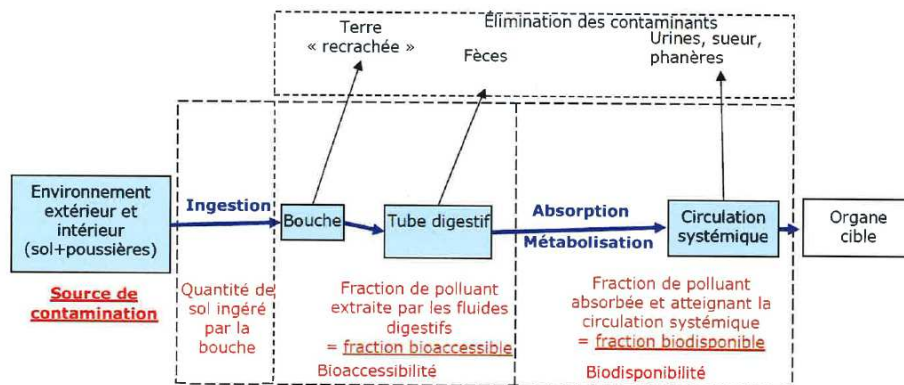 Élimination des contaminants
Terre
« recrachée »
Fèces
Urines, sueur,
phanères
Environnement
extérieur et
intérieur
(sol+poussières)
Ingestion
Bouche
Tube digestif
Absorption
Métabolisation
Circulation
systémique
Organe
cible
Source de
contamination
Quantité de
sol ingéré
par la
bouche
Fraction de polluant
extraite par les fluides
digestifs
= fraction bioaccessible
Bioaccessibilité
Fraction de polluant
absorbée et atteignant la
circulation systémique
= fraction biodisponible
Biodisponibilité